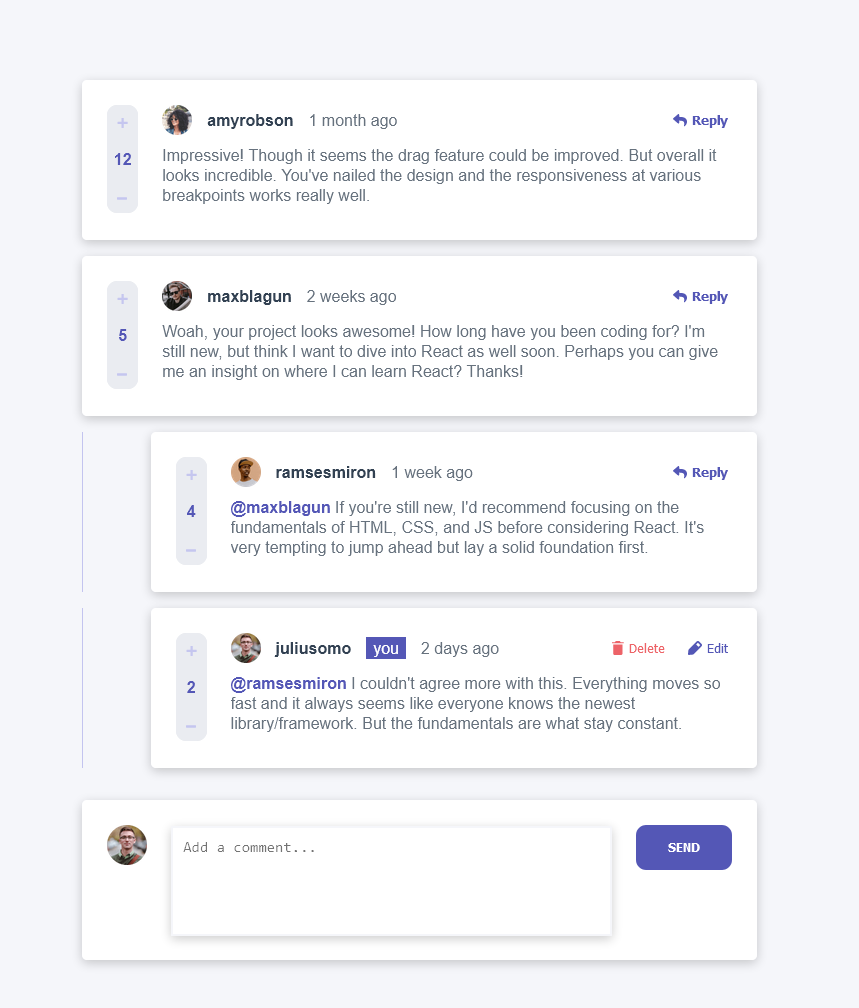 +
12
–
amyrobson 1 month ago Reply
Impressive! Though it seems the drag feature could be improved. But overall it
looks incredible. You've nailed the design and the responsiveness at various
breakpoints works really well.
+
5
–
maxblagun 2 weeks ago Reply
Woah, your project looks awesome! How long have you been coding for? I'm
still new, but think I want to dive into React as well soon. Perhaps you can give
me an insight on where I can learn React? Thanks!
+
4
–
ramsesmiron 1 week ago Reply
@maxblagun If you're still new, I'd recommend focusing on the
fundamentals of HTML, CSS, and JS before considering React. It's
very tempting to jump ahead but lay a solid foundation first.
+
2
–
juliusomo you 2 days ago Delete Edit
@ramsesmiron I couldn't agree more with this. Everything moves so
fast and it always seems like everyone knows the newest
library/framework. But the fundamentals are what stay constant.
Add a comment...
SEND